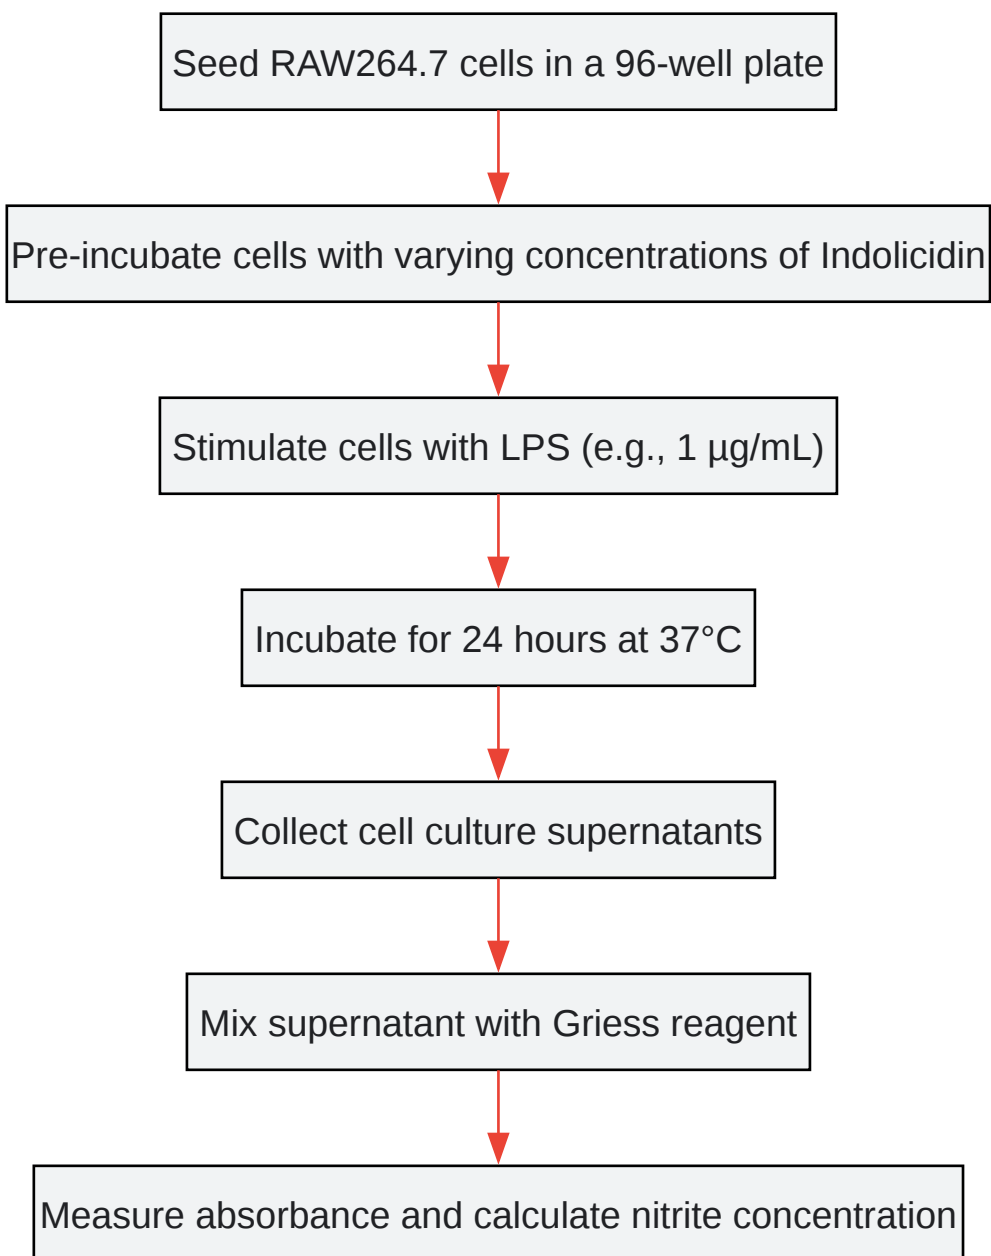 Seed RAW264.7 cells in a 96-well plate
Pre-incubate cells with varying concentrations of Indolicidin
Stimulate cells with LPS (e.g., 1 µg/mL)
Incubate for 24 hours at 37°C
Collect cell culture supernatants
Mix supernatant with Griess reagent
Measure absorbance and calculate nitrite concentration